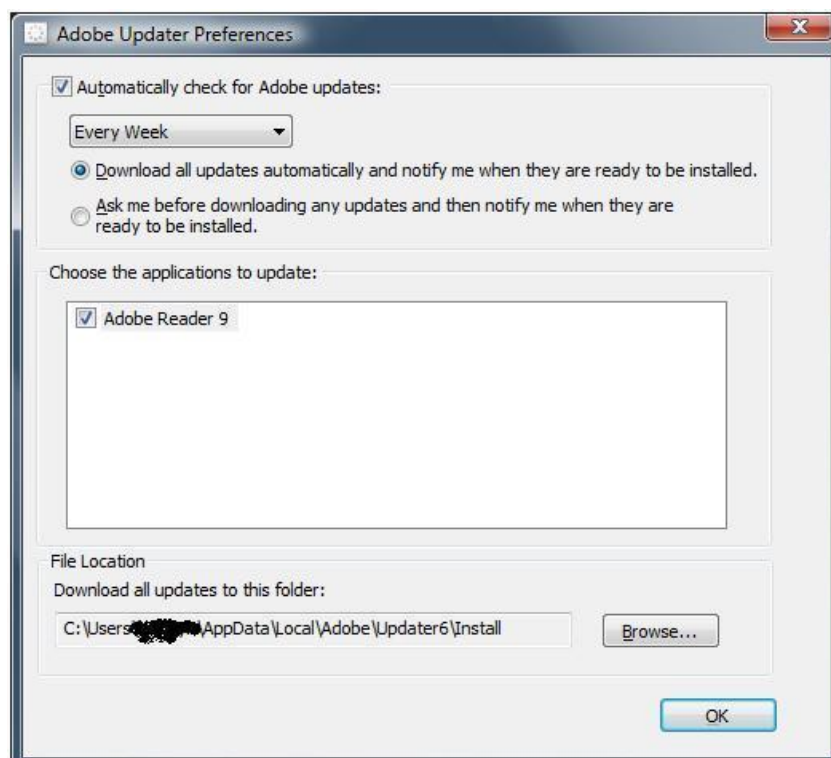 Adobe Updater Preferences
Automatically check for Adobe updates:
Every Week
Download all updates automatically and notify me when they are ready to be installed.
Ask me before downloading any updates and then notify me when they are
ready to be installed.
Choose the applications to update:
Adobe Reader 9
File Location
Download all updates to this folder:
C:\Users\AppData\Local\Adobe\Updater6\Install
Browse...
OK